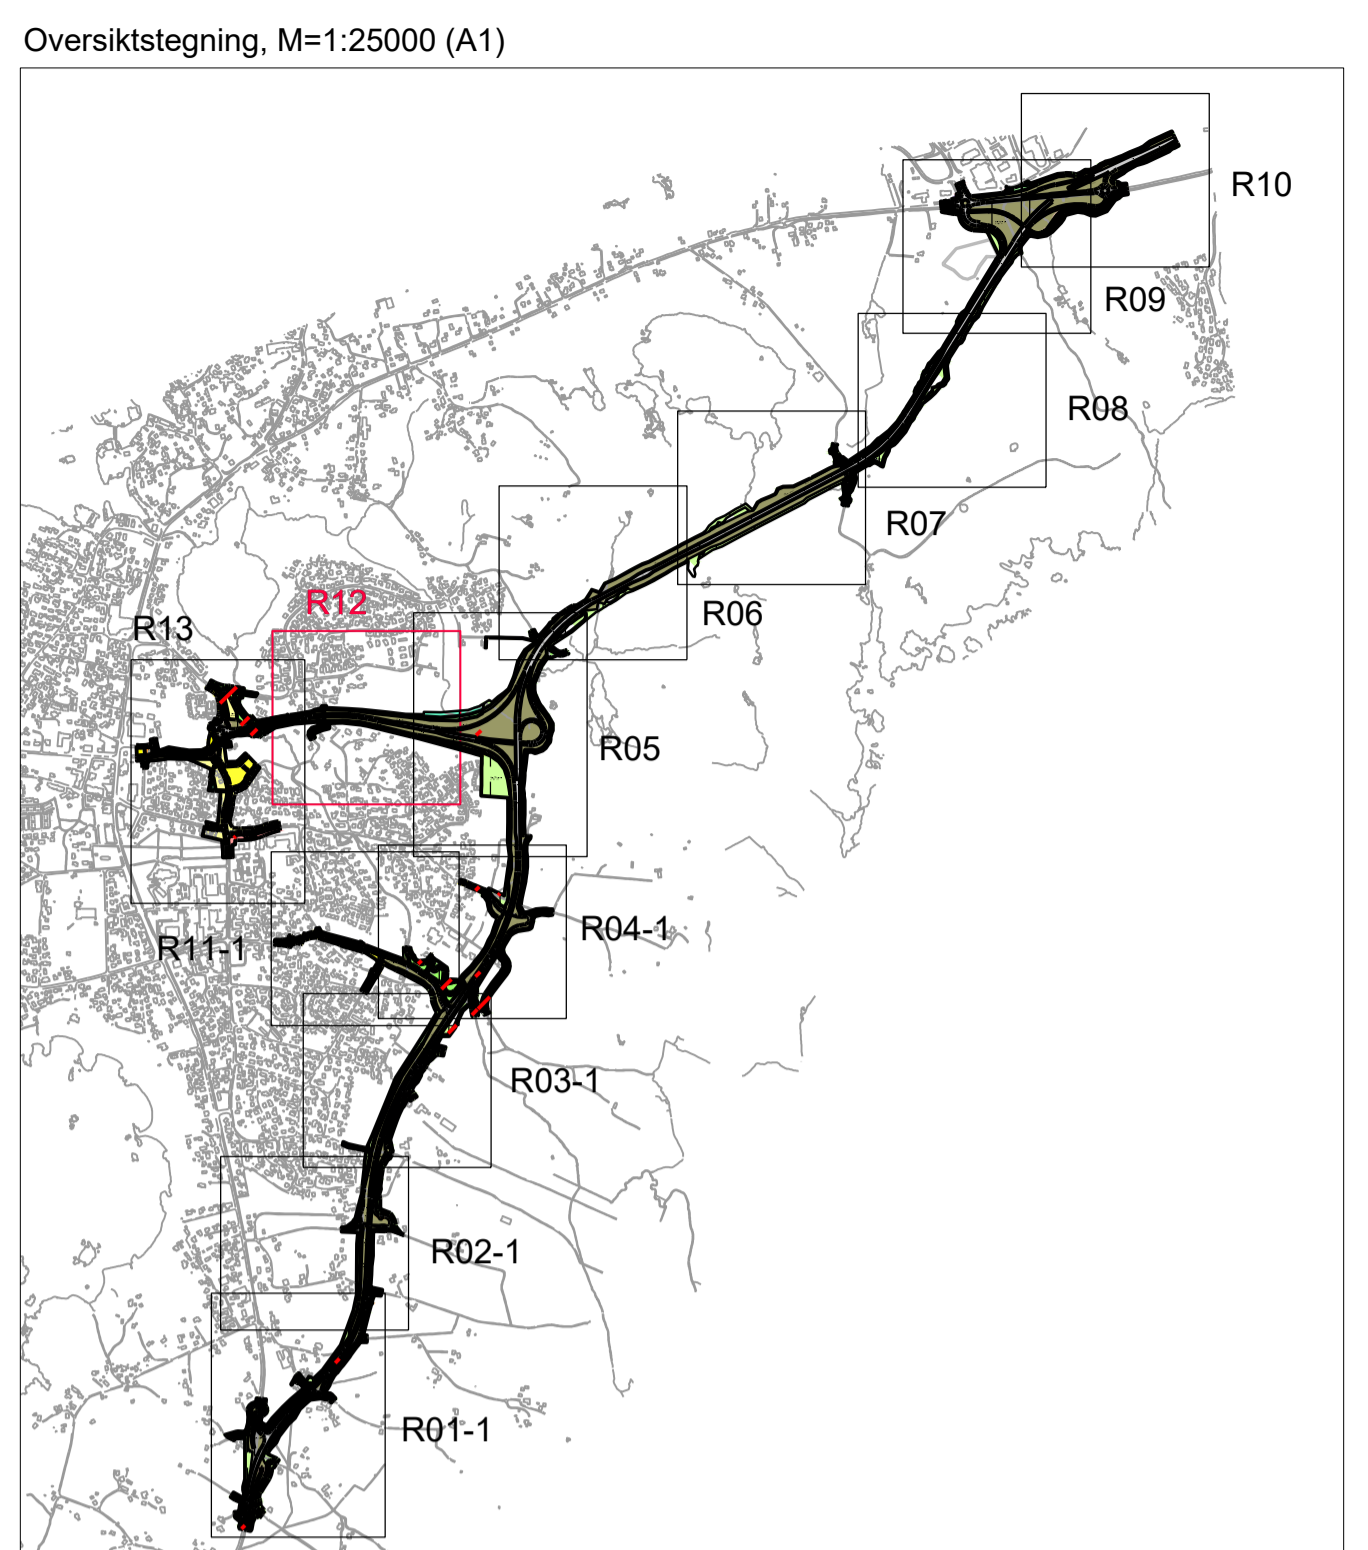 Oversiktstegning, M=1:25000 (A1)
R10
R09
R08
R07
R12
R06
R13
R05
R04-1
R11-1
R03-1
R02-1
R01-1